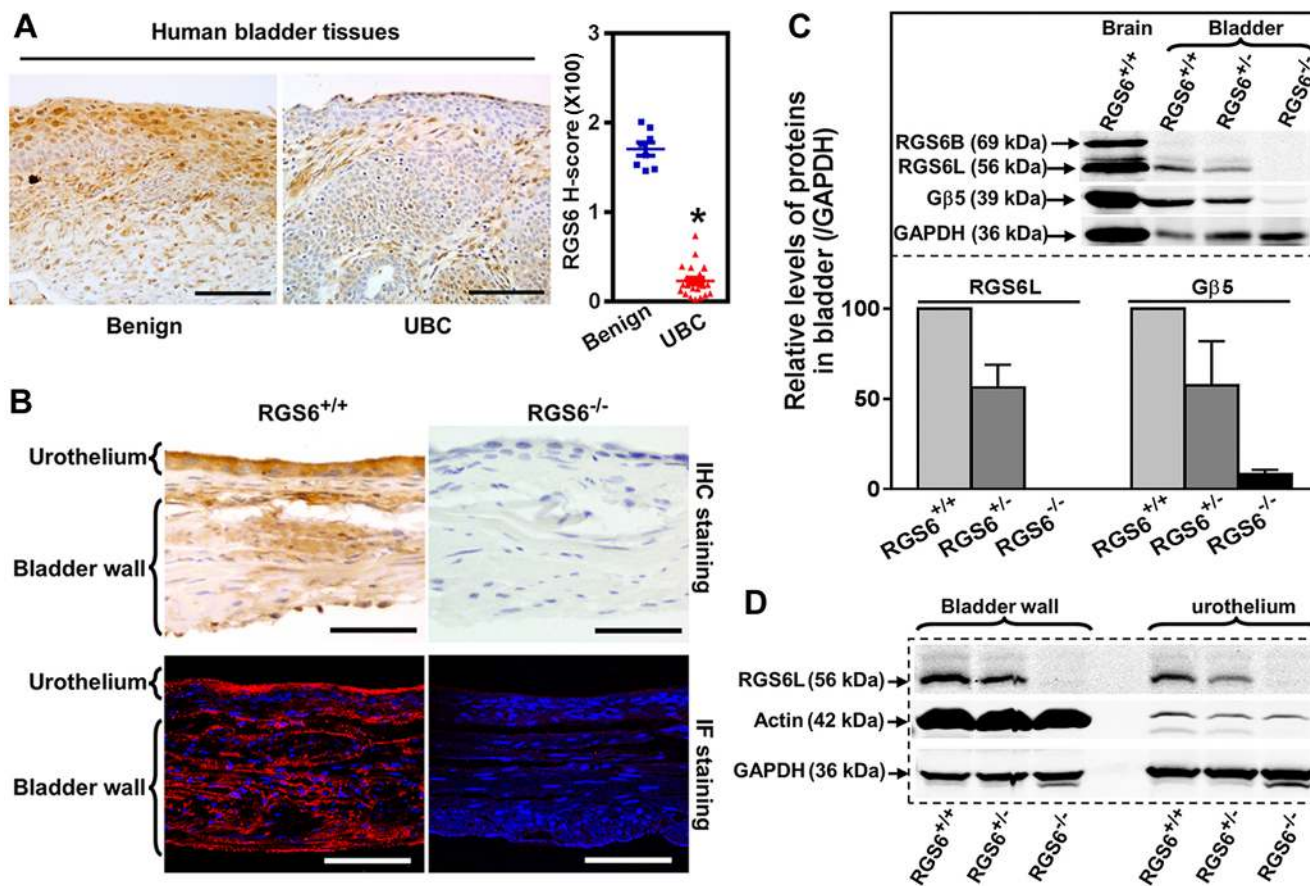 A
Human bladder tissues
Benign
UBC
RGS6 H-score (X100)
3
2
1
0
*
Benign
UBC
B
RGS6+/+
RGS6-/-
Urothelium
Bladder wall
IHC staining
Urothelium
Bladder wall
IF staining
C
Brain
Bladder
RGS6+/+
RGS6+/+
RGS6+/-
RGS6-/-
RGS6B (69 kDa)
RGS6L (56 kDa)
Gβ5 (39 kDa)
GAPDH (36 kDa)
Relative levels of proteins
in bladder (/GAPDH)
RGS6L
Gβ5
100
50
0
RGS6+/+
RGS6+/-
RGS6-/-
RGS6+/+
RGS6+/-
RGS6-/-
D
Bladder wall
urothelium
RGS6L (56 kDa)
Actin (42 kDa)
GAPDH (36 kDa)
RGS6+/+
RGS6+/-
RGS6-/-
RGS6+/+
RGS6+/-
RGS6-/-